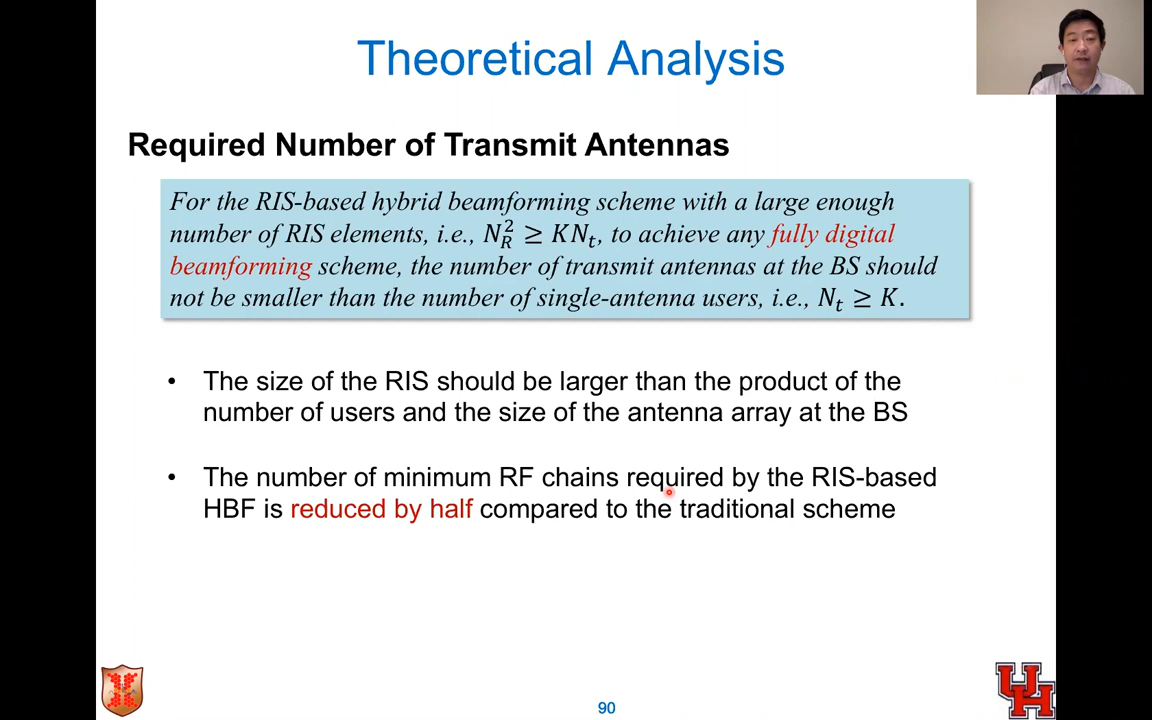 Theoretical Analysis
Required Number of Transmit Antennas
For the RIS-based hybrid beamforming scheme with a large enough
number of RIS elements, i.e., $N_R^2 \geq KN_t$, to achieve any fully digital
beamforming scheme, the number of transmit antennas at the BS should
not be smaller than the number of single-antenna users, i.e., $N_t \geq K$.
• The size of the RIS should be larger than the product of the
number of users and the size of the antenna array at the BS
• The number of minimum RF chains required by the RIS-based
HBF is reduced by half compared to the traditional scheme
UH
90